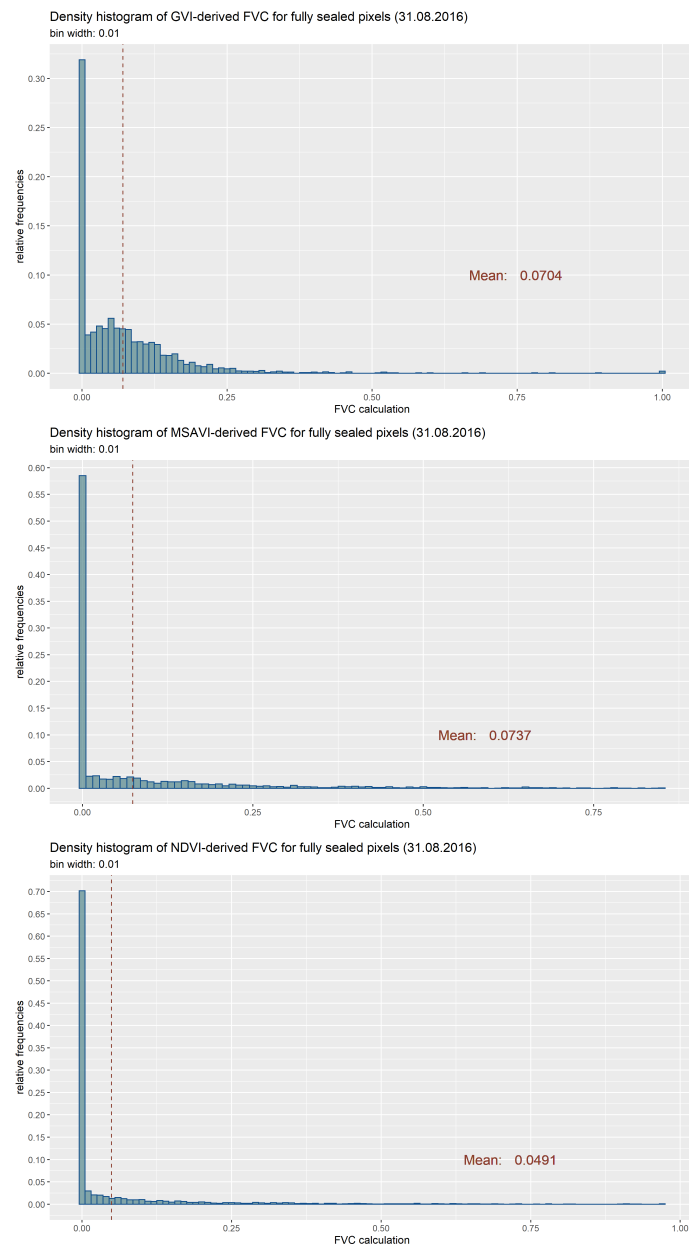 Density histogram of GVI-derived FVC for fully sealed pixels (31.08.2016)
bin width: 0.01
0.30
0.25
0.20
0.15
0.10
0.05
0.00
relative frequencies
Mean: 0.0704
0.00 0.25 0.50 0.75 1.00
FVC calculation
Density histogram of MSAVI-derived FVC for fully sealed pixels (31.08.2016)
bin width: 0.01
0.60
0.55
0.50
0.45
0.40
0.35
0.30
0.25
0.20
0.15
0.10
0.05
0.00
relative frequencies
Mean: 0.0737
0.00 0.25 0.50 0.75
FVC calculation
Density histogram of NDVI-derived FVC for fully sealed pixels (31.08.2016)
bin width: 0.01
0.70
0.65
0.60
0.55
0.50
0.45
0.40
0.35
0.30
0.25
0.20
0.15
0.10
0.05
0.00
relative frequencies
Mean: 0.0491
0.00 0.25 0.50 0.75 1.00
FVC calculation